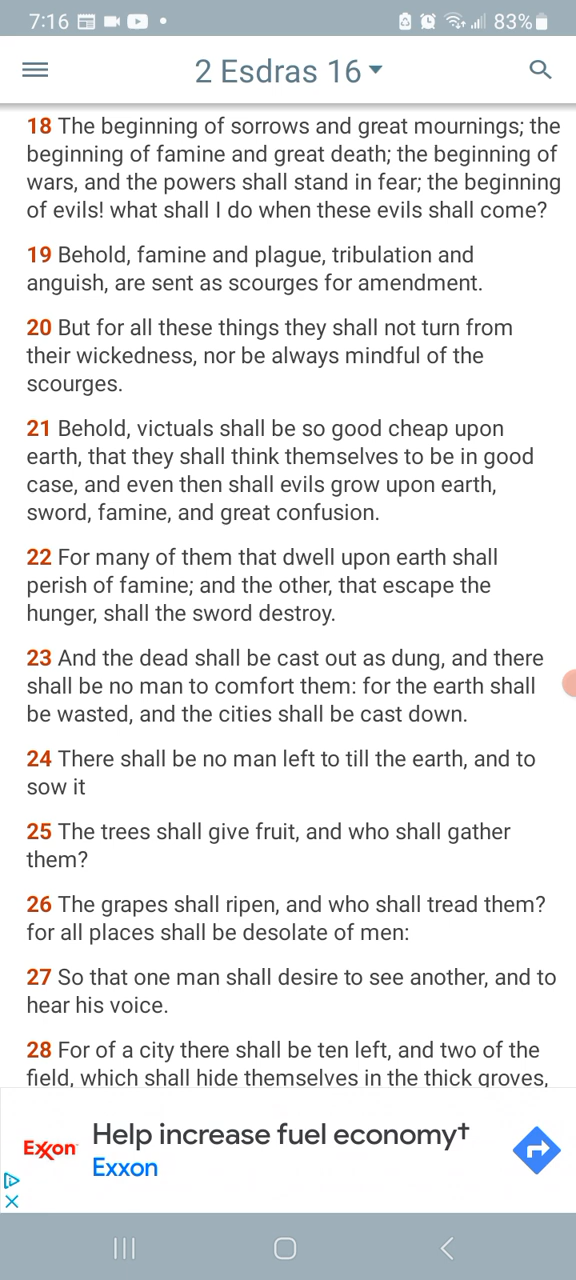 7:16
83%
2 Esdras 16
18 The beginning of sorrows and great mournings; the
beginning of famine and great death; the beginning of
wars, and the powers shall stand in fear; the beginning
of evils! what shall I do when these evils shall come?
19 Behold, famine and plague, tribulation and
anguish, are sent as scourges for amendment.
20 But for all these things they shall not turn from
their wickedness, nor be always mindful of the
scourges.
21 Behold, victuals shall be so good cheap upon
earth, that they shall think themselves to be in good
case, and even then shall evils grow upon earth,
sword, famine, and great confusion.
22 For many of them that dwell upon earth shall
perish of famine; and the other, that escape the
hunger, shall the sword destroy.
23 And the dead shall be cast out as dung, and there
shall be no man to comfort them: for the earth shall
be wasted, and the cities shall be cast down.
24 There shall be no man left to till the earth, and to
sow it
25 The trees shall give fruit, and who shall gather
them?
26 The grapes shall ripen, and who shall tread them?
for all places shall be desolate of men:
27 So that one man shall desire to see another, and to
hear his voice.
28 For of a city there shall be ten left, and two of the
field, which shall hide themselves in the thick groves,
Exxon
Help increase fuel economy†
Exxon